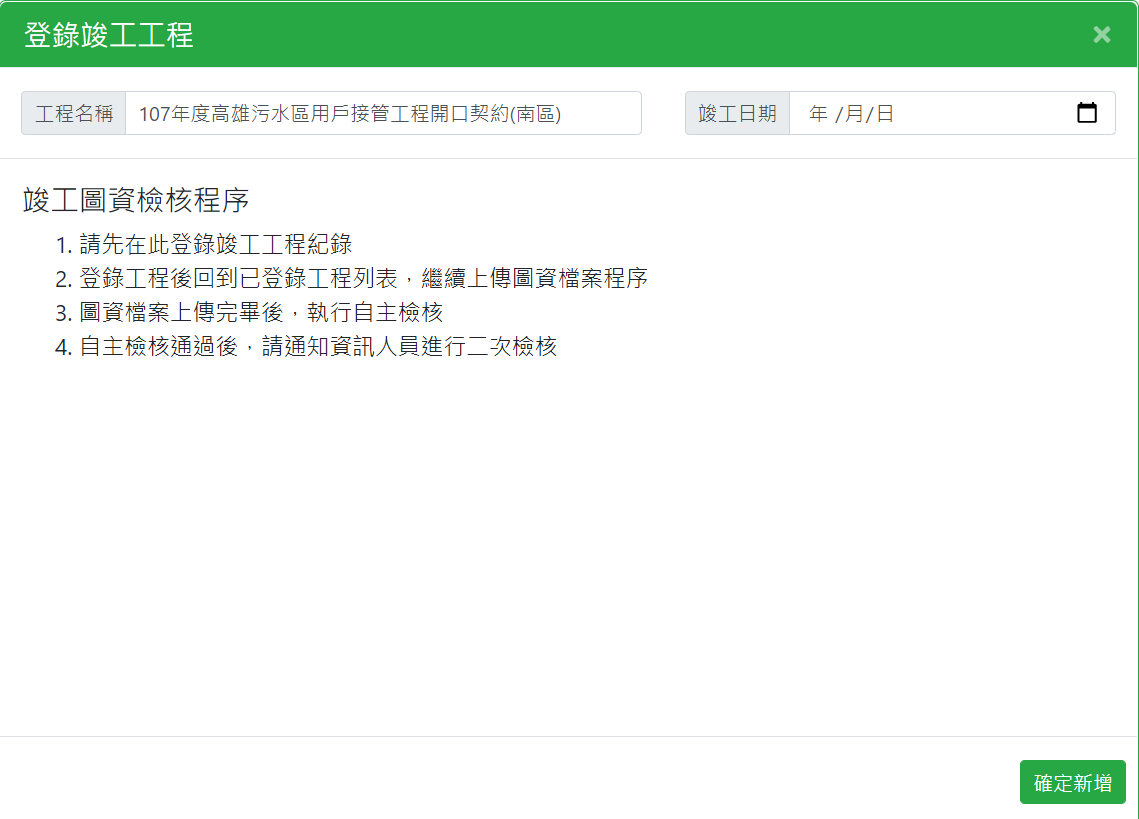 登錄竣工工程
×
工程名稱 107年度高雄污水區用戶接管工程開口契約(南區) 竣工日期 年 /月/日
竣工圖資檢核程序
1. 請先在此登錄竣工工程紀錄
2. 登錄工程後回到已登錄工程列表，繼續上傳圖資檔案程序
3. 圖資檔案上傳完畢後，執行自主檢核
4. 自主檢核通過後，請通知資訊人員進行二次檢核
確定新增